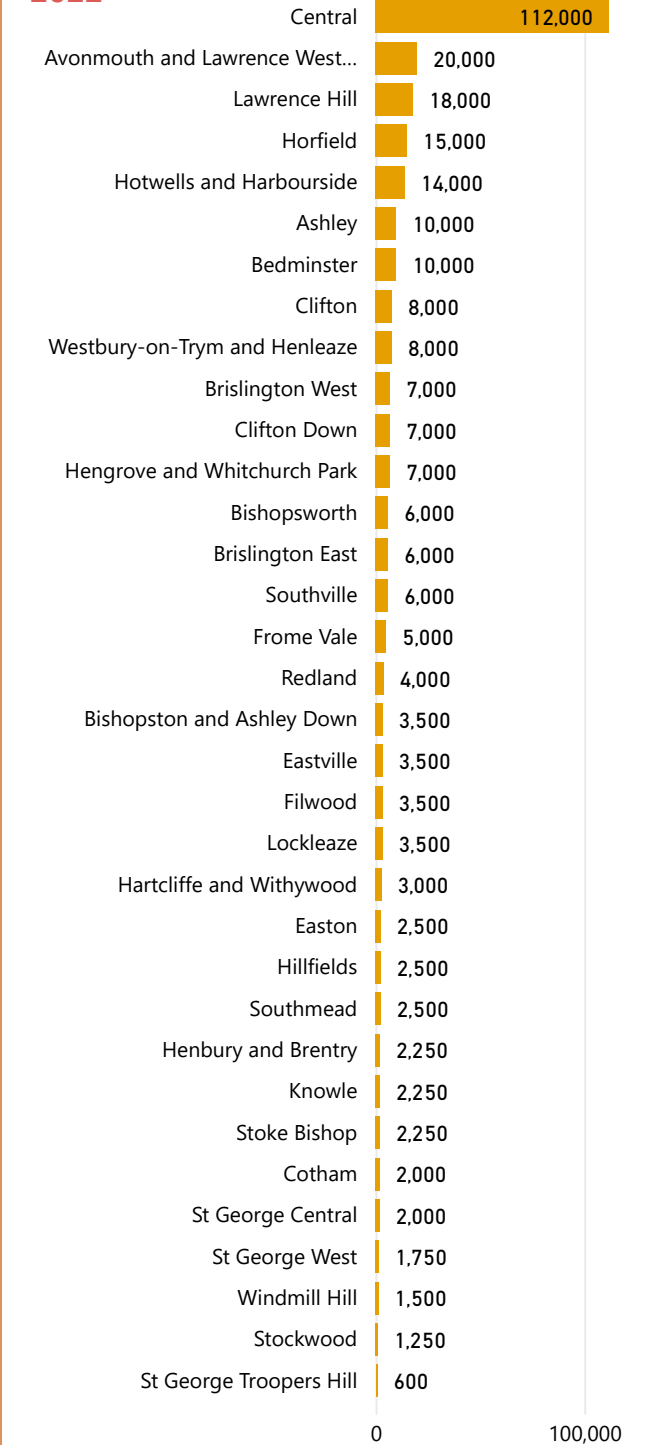 Central 112,000
Avonmouth and Lawrence West... 20,000
Lawrence Hill 18,000
Horfield 15,000
Hotwells and Harbourside 14,000
Ashley 10,000
Bedminster 10,000
Clifton 8,000
Westbury-on-Trym and Henleaze 8,000
Brislington West 7,000
Clifton Down 7,000
Hengrove and Whitchurch Park 7,000
Bishopsworth 6,000
Brislington East 6,000
Southville 6,000
Frome Vale 5,000
Redland 4,000
Bishopston and Ashley Down 3,500
Eastville 3,500
Filwood 3,500
Lockleaze 3,500
Hartcliffe and Withywood 3,000
Easton 2,500
Hillfields 2,500
Southmead 2,500
Henbury and Brentry 2,250
Knowle 2,250
Stoke Bishop 2,250
Cotham 2,000
St George Central 2,000
St George West 1,750
Windmill Hill 1,500
Stockwood 1,250
St George Troopers Hill 600
0 100,000